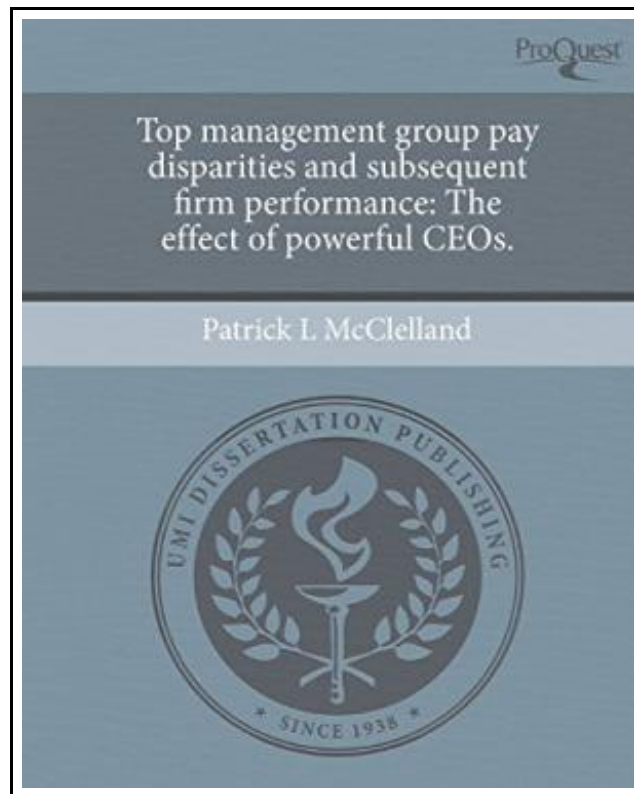 ProQuest
Top management group pay
disparities and subsequent
firm performance: The
effect of powerful CEOs.
Patrick L McClelland
UMI DISSERTATION PUBLISHING
* SINCE 1938 *